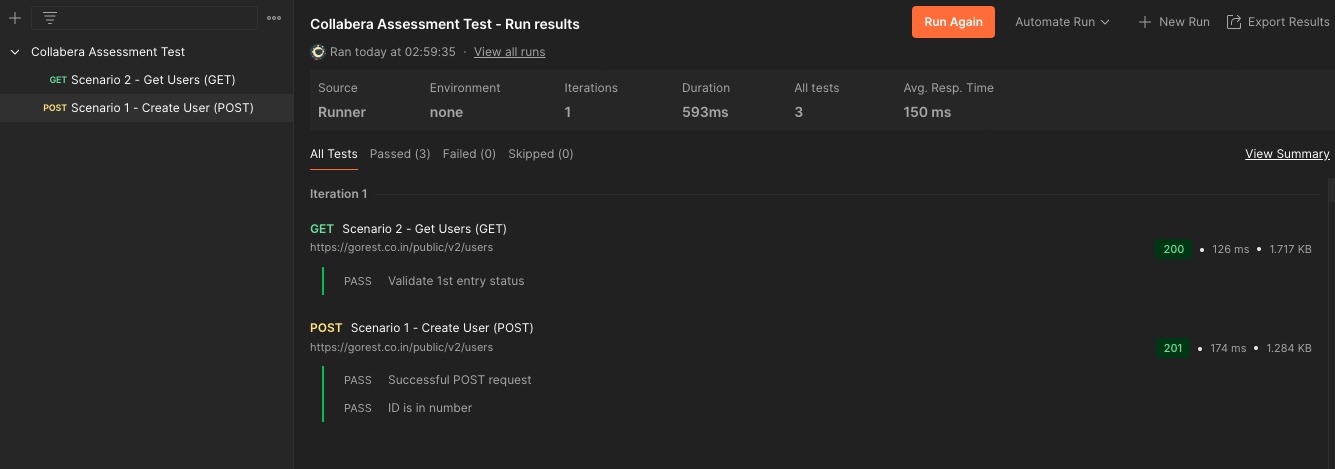 Collabera Assessment Test
GET Scenario 2 - Get Users (GET)
POST Scenario 1 - Create User (POST)
Collabera Assessment Test - Run results
Run Again
Automate Run
New Run
Export Results
Ran today at 02:59:35 · View all runs
Source Environment Iterations Duration All tests Avg. Resp. Time
Runner none 1 593ms 3 150 ms
All Tests Passed (3) Failed (0) Skipped (0) View Summary
Iteration 1
GET Scenario 2 - Get Users (GET)
https://gorest.co.in/public/v2/users
200 • 126 ms • 1.717 KB
PASS Validate 1st entry status
POST Scenario 1 - Create User (POST)
https://gorest.co.in/public/v2/users
201 • 174 ms • 1.284 KB
PASS Successful POST request
PASS ID is in number